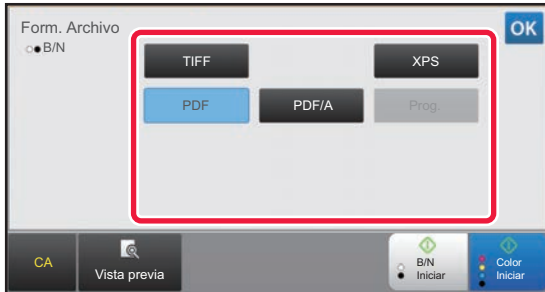 Form. Archivo
B/N
OK
TIFF
XPS
PDF
PDF/A
Prog.
CA
Vista previa
B/N
Iniciar
Color
Iniciar